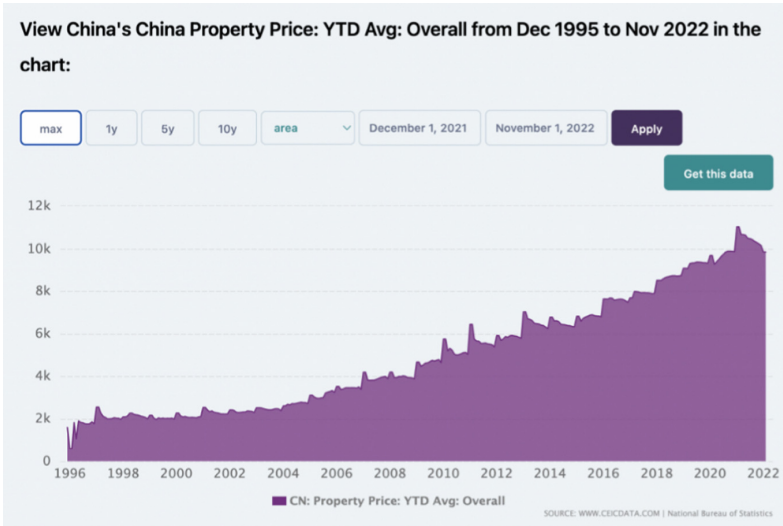 View China's China Property Price: YTD Avg: Overall from Dec 1995 to Nov 2022 in the
chart:
max
1y
5y
10y
area
December 1, 2021
November 1, 2022
Apply
Get this data
12k
10k
8k
6k
4k
2k
0
1996 1998 2000 2002 2004 2006 2008 2010 2012 2014 2016 2018 2020 2022
CN: Property Price: YTD Avg: Overall
SOURCE: WWW.CEICDATA.COM | National Bureau of Statistics